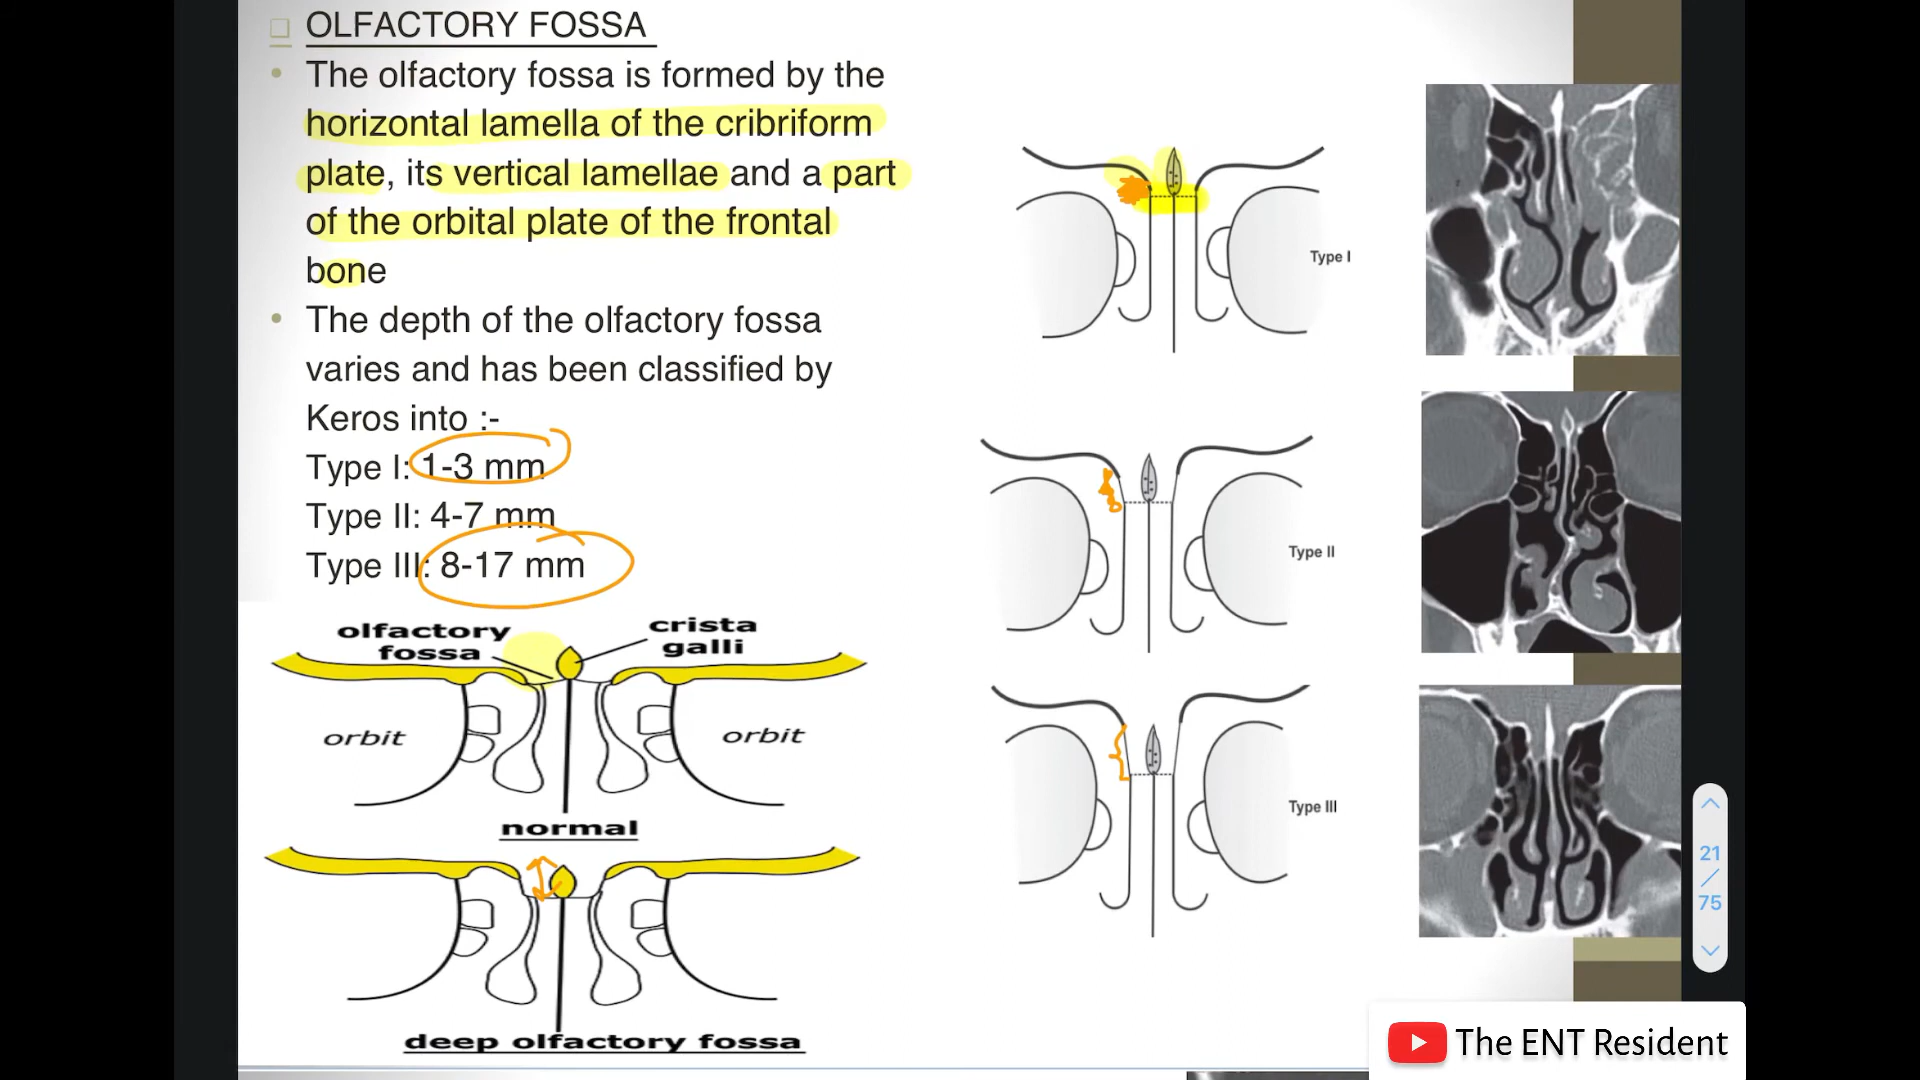 OLFACTORY FOSSA
• The olfactory fossa is formed by the
horizontal lamella of the cribriform
plate, its vertical lamellae and a part
of the orbital plate of the frontal
bone
• The depth of the olfactory fossa
varies and has been classified by
Keros into :-
Type I: 1-3 mm
Type II: 4-7 mm
Type III: 8-17 mm
olfactory
fossa
crista
galli
orbit
orbit
normal
deep olfactory fossa
Type I
Type II
Type III
21
/
75
The ENT Resident